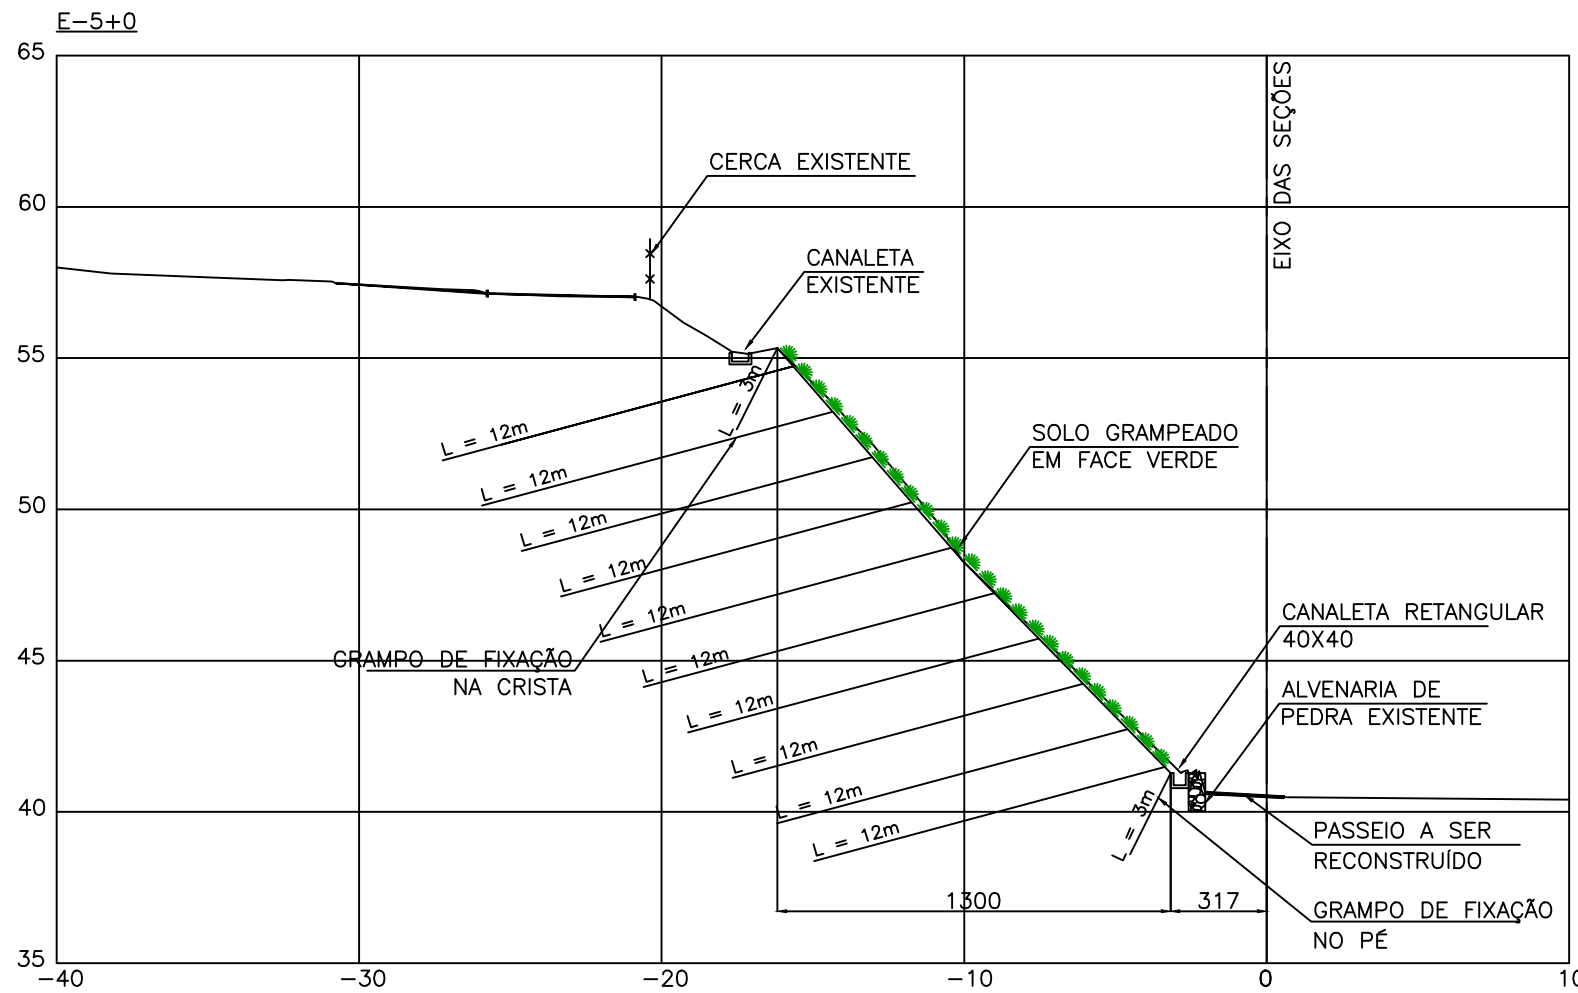 E-5+0
65
EIXO DAS SEÇÕES
CERCA EXISTENTE
60
CANALETA
EXISTENTE
55
L = 3m
L = 12m
SOLO GRAMPEADO
EM FACE VERDE
L = 12m
50
L = 12m
L = 12m
L = 12m
CANALETA RETANGULAR
40X40
45
GRAMPO DE FIXAÇÃO
NA CRISTA
L = 12m
ALVENARIA DE
PEDRA EXISTENTE
L = 12m
L = 12m
40
L = 12m
L = 3m
L = 12m
PASSEIO A SER
RECONSTRUÍDO
1300
317
GRAMPO DE FIXAÇÃO
NO PÉ
35
-40
-30
-20
-10
0
10